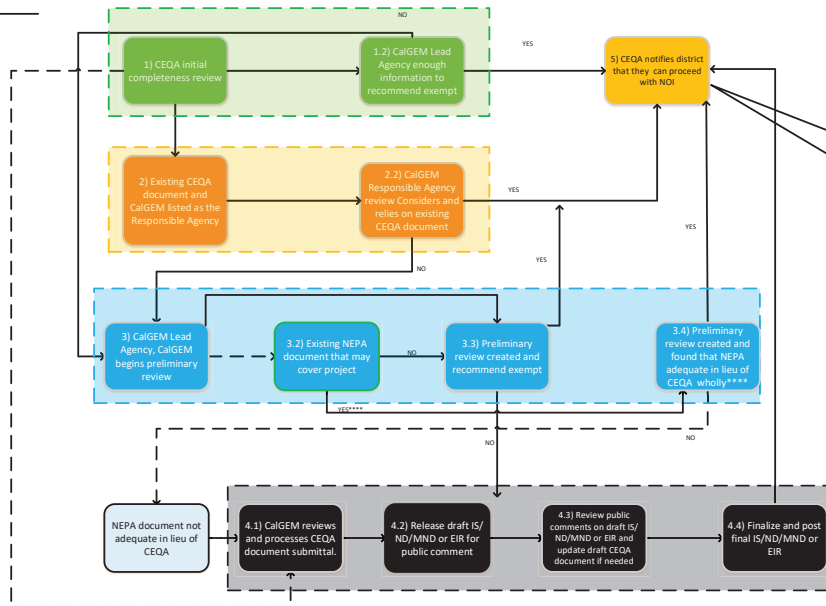 NO
1) CEQA initial
completeness review
1.2) CalGEM Lead
Agency enough
information to
recommend exempt
YES
5) CEQA notifies district
that they can proceed
with NOI
2) Existing CEQA
document and
CalGEM listed as the
Responsible Agency
2.2) CalGEM
Responsible Agency
review Considers and
relies on existing
CEQA document
YES
NO
YES
YES
3) CalGEM Lead
Agency, CalGEM
begins preliminary
review
3.2) Existing NEPA
document that may
cover project
NO
3.3) Preliminary
review created and
recommend exempt
3.4) Preliminary
review created and
found that NEPA
adequate in lieu of
CEQA wholly****
YES****
NO
NO
NEPA document not
adequate in lieu of
CEQA
4.1) CalGEM reviews
and processes CEQA
document submittal.
4.2) Release draft IS/
ND/MND or EIR for
public comment
4.3) Review public
comments on draft IS/
ND/MND or EIR and
update draft CEQA
document if needed
4.4) Finalize and post
final IS/ND/MND or
EIR